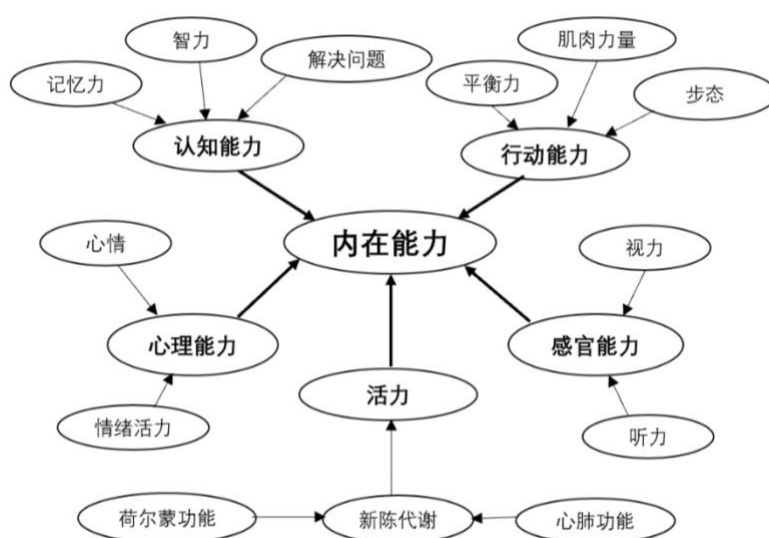 智力
肌肉力量
解决问题
记忆力
平衡力
步态
认知能力
行动能力
内在能力
心情
视力
心理能力
感官能力
活力
情绪活力
听力
荷尔蒙功能
新陈代谢
心肺功能